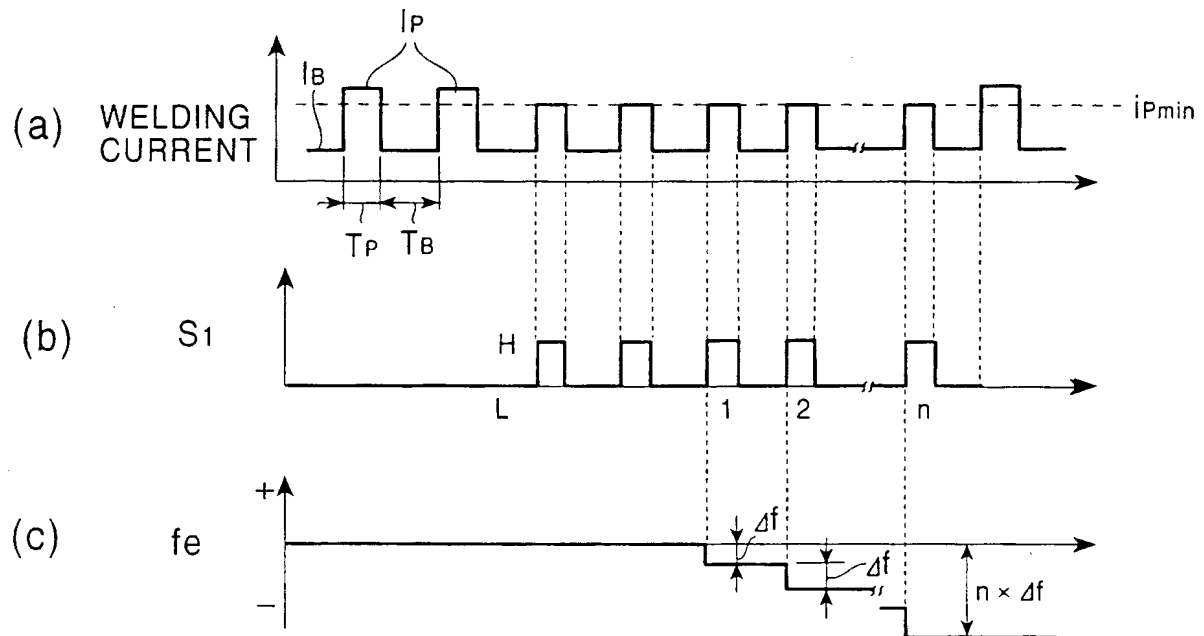 IP
IB
(a) WELDING CURRENT
iPmin
TP TB
(b) S1
H
L 1 2 n
+
(c) fe
Δf
Δf
n × Δf
−